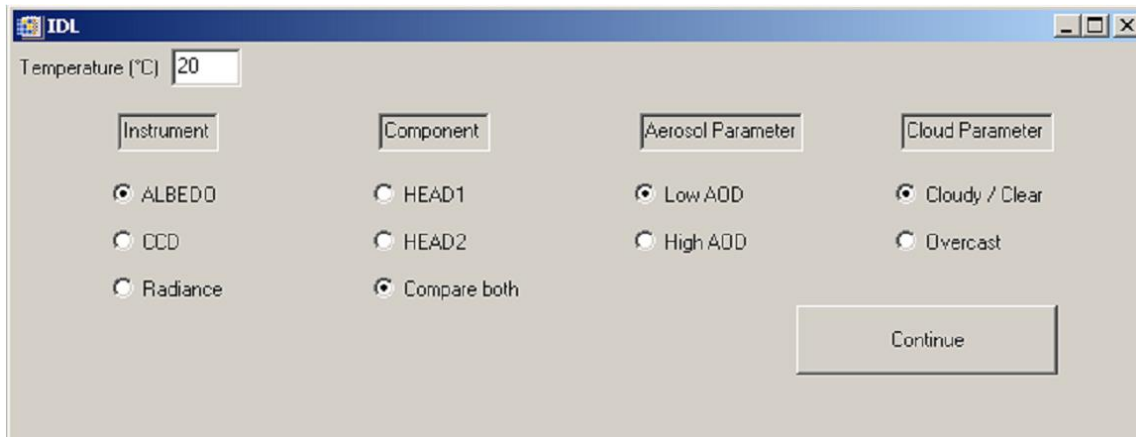 IDL
Temperature (°C) 20
Instrument Component Aerosol Parameter Cloud Parameter
ALBEDO HEAD1 Low AOD Cloudy / Clear
CCD HEAD2 High AOD Overcast
Radiance Compare both
Continue